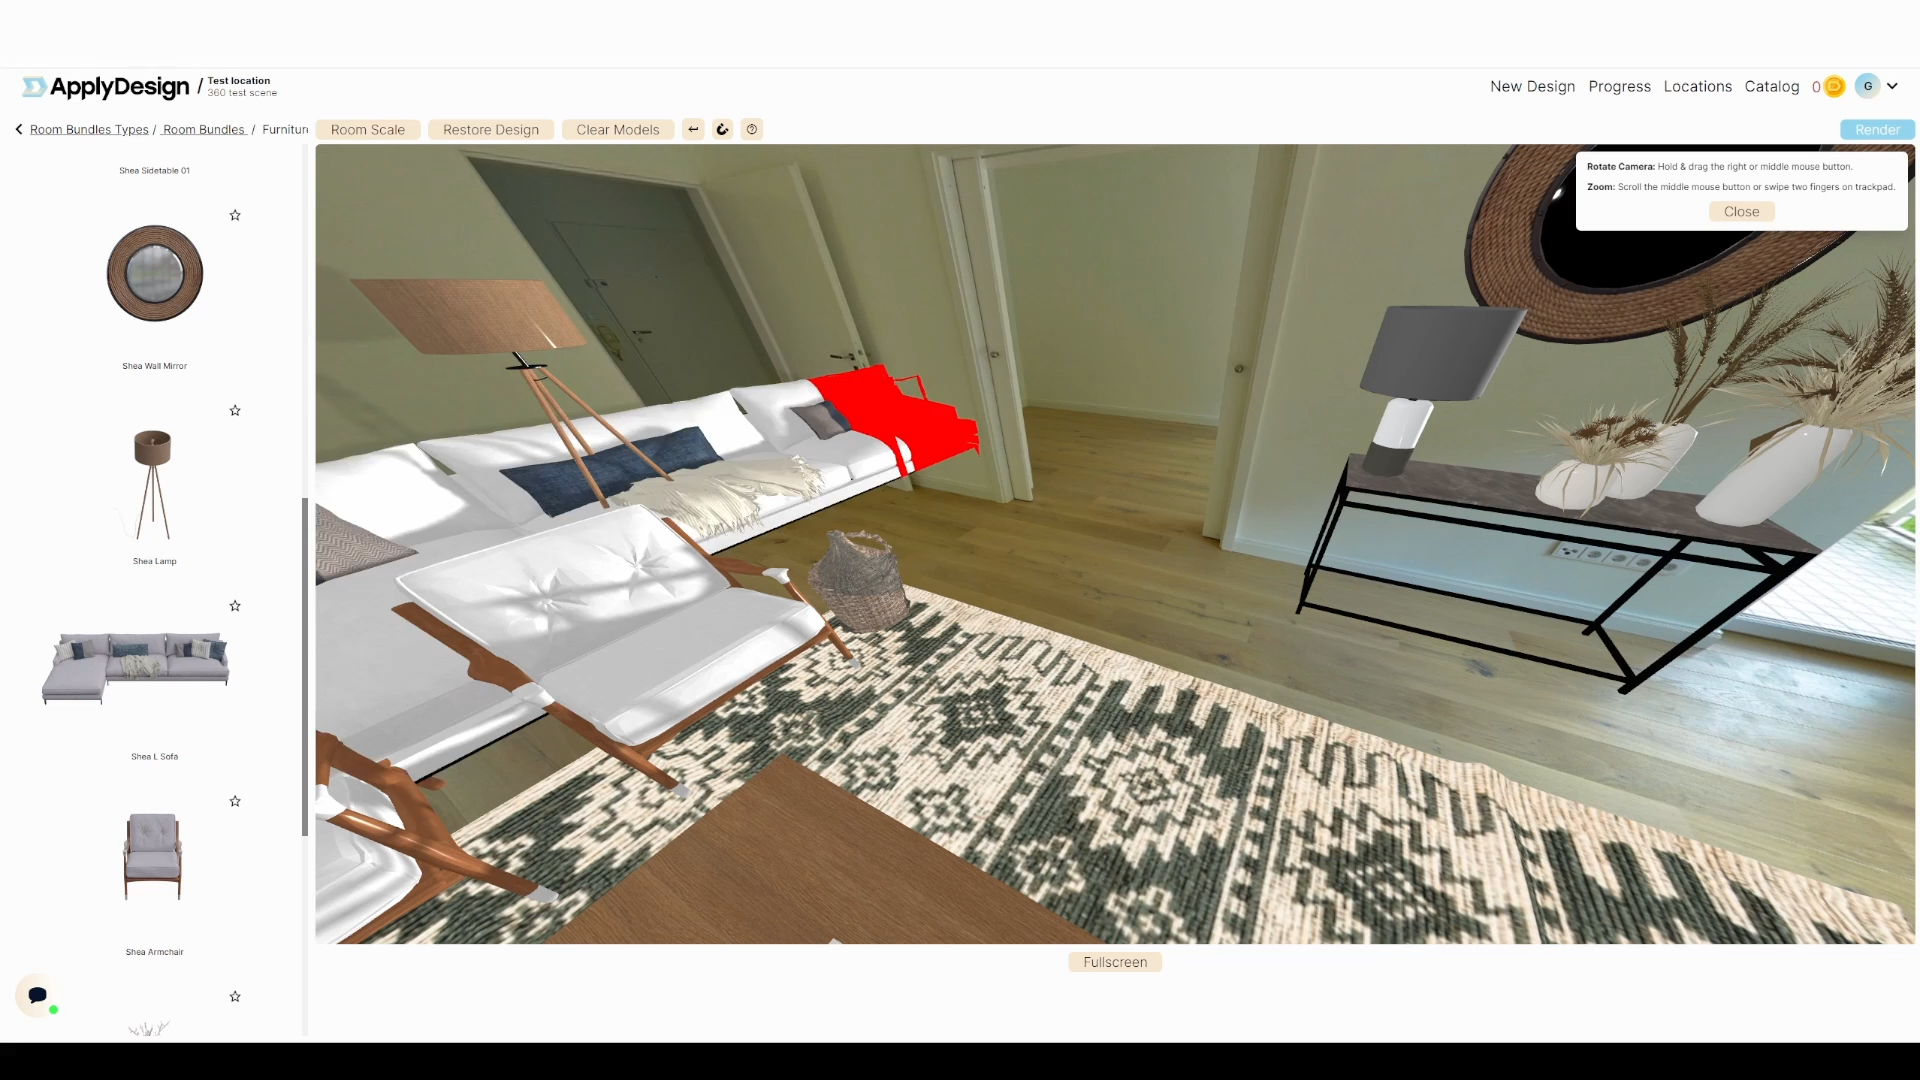 ApplyDesign / Test location
360 test scene
New Design Progress Locations Catalog 0 G
Room Bundles Types / Room Bundles / Furnitur
Room Scale Restore Design Clear Models
Render
Rotate Camera: Hold & drag the right or middle mouse button.
Zoom: Scroll the middle mouse button or swipe two fingers on trackpad.
Close
Shea Sidetable 01
Shea Wall Mirror
Shea Lamp
Shea L Sofa
Shea Armchair
Fullscreen